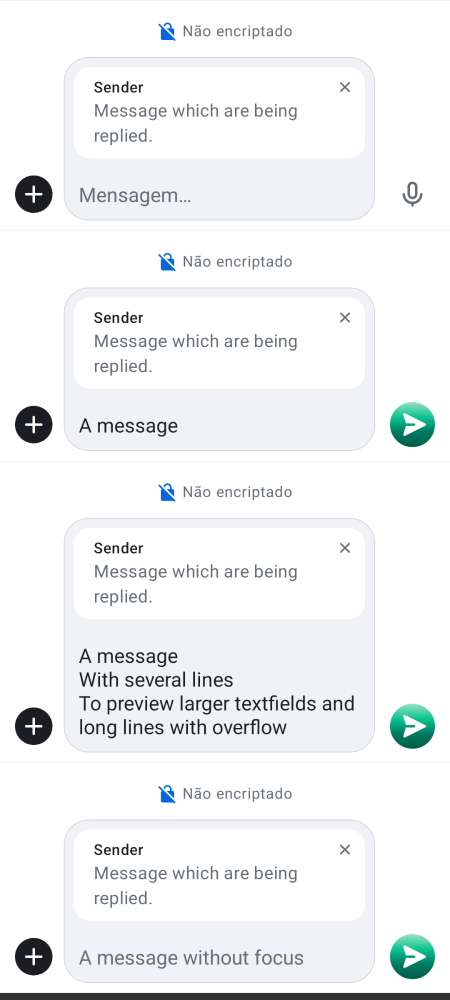 Não encriptado
Sender
Message which are being
replied.
Mensagem…
Não encriptado
Sender
Message which are being
replied.
A message
Não encriptado
Sender
Message which are being
replied.
A message
With several lines
To preview larger textfields and
long lines with overflow
Não encriptado
Sender
Message which are being
replied.
A message without focus